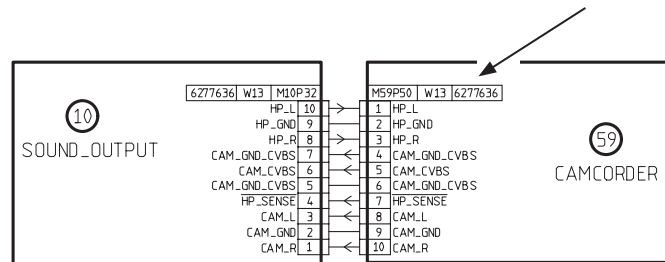 6277636 W13 M10P32 M59P50 W13 6277636
HP_L 10 1 HP_L
HP_GND 9 2 HP_GND
HP_R 8 3 HP_R
CAM_GND_CVBS 7 4 CAM_GND_CVBS
CAM_CVBS 6 5 CAM_CVBS
CAM_GND_CVBS 5 6 CAM_GND_CVBS
HP_SENSE 4 7 HP_SENSE
CAM_L 3 8 CAM_L
CAM_GND 2 9 CAM_GND
CAM_R 1 10 CAM_R
10
SOUND_OUTPUT
59
CAMCORDER